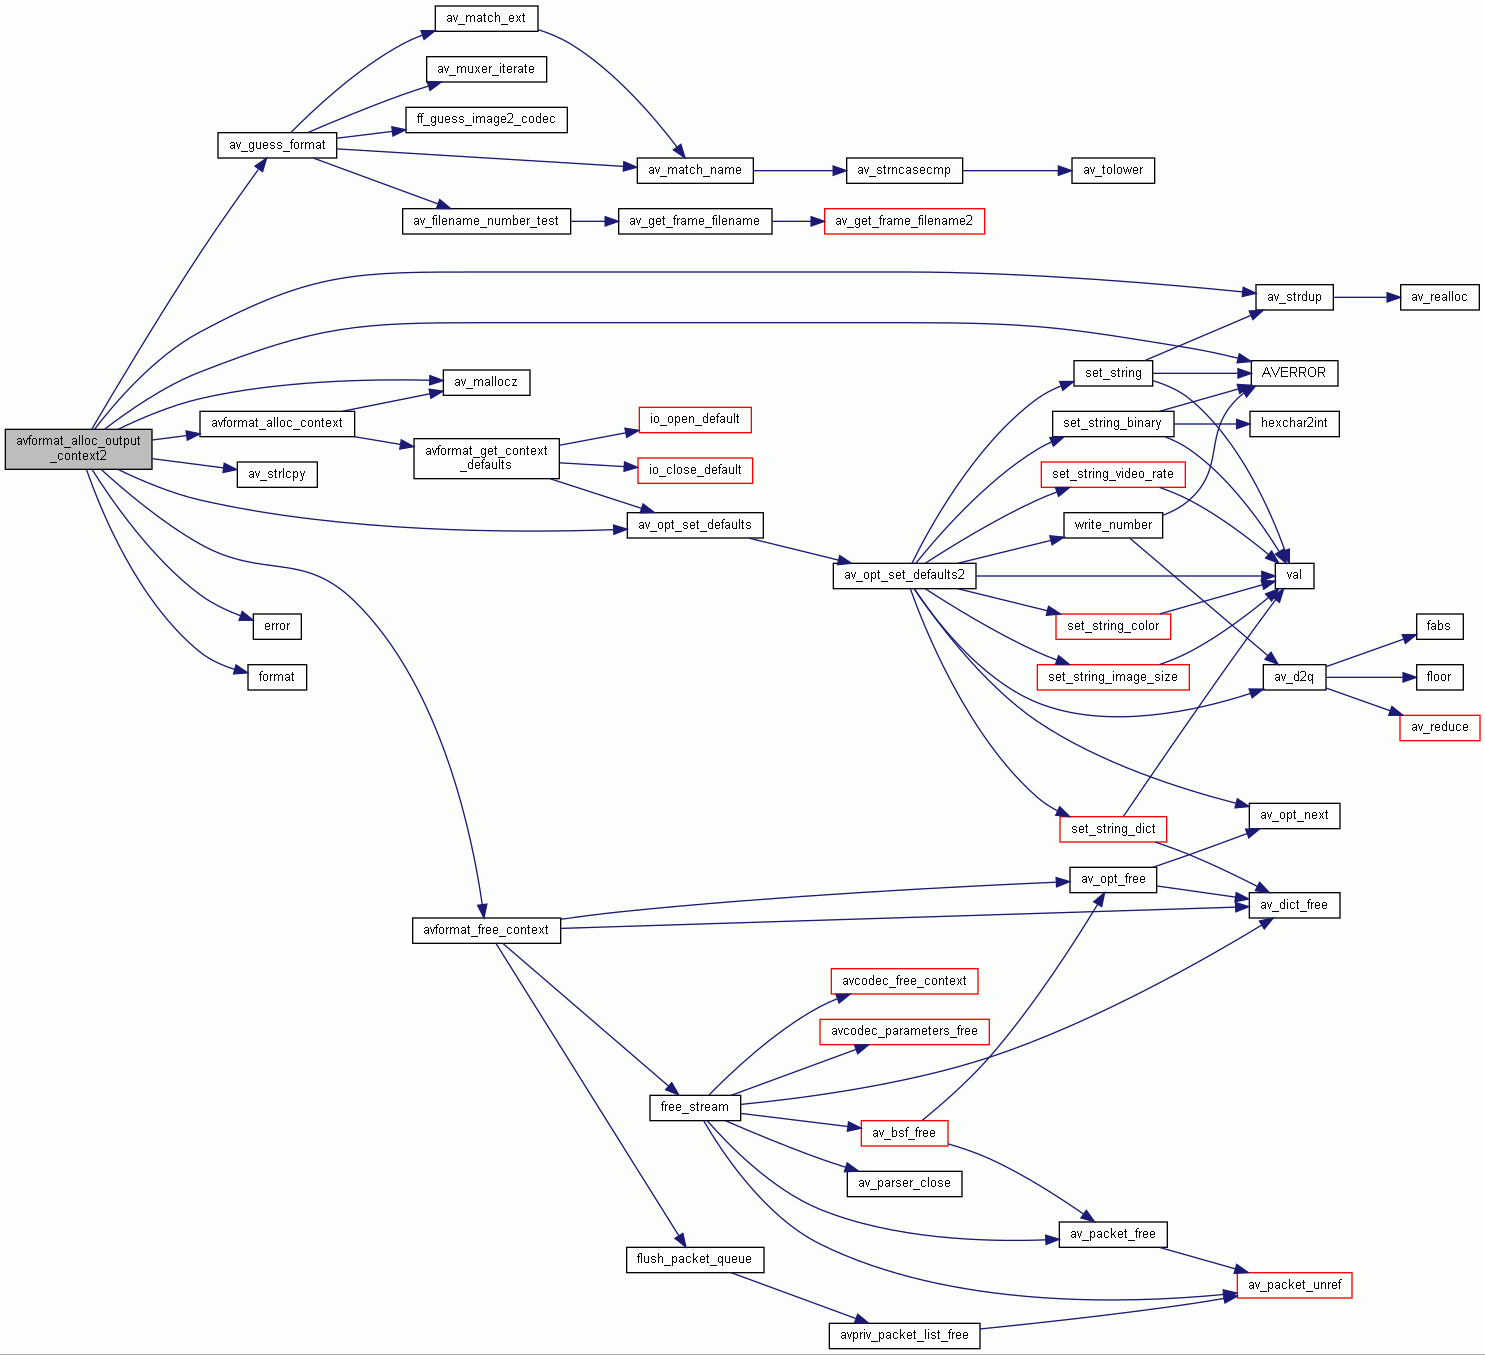 av_match_ext
av_muxer_iterate
ff_guess_image2_codec
av_guess_format
av_match_name
av_strncasecmp
av_tolower
av_filename_number_test
av_get_frame_filename
av_get_frame_filename2
av_strdup
av_realloc
set_string
AVERROR
av_mallocz
avformat_alloc_context
io_open_default
set_string_binary
hexchar2int
avformat_alloc_output
_context2
avformat_get_context
_defaults
av_strlcpy
io_close_default
set_string_video_rate
av_opt_set_defaults
write_number
av_opt_set_defaults2
val
error
set_string_color
fabs
format
set_string_image_size
av_d2q
floor
av_reduce
av_opt_next
set_string_dict
av_opt_free
av_dict_free
avformat_free_context
avcodec_free_context
avcodec_parameters_free
free_stream
av_bsf_free
av_parser_close
av_packet_free
flush_packet_queue
av_packet_unref
avpriv_packet_list_free